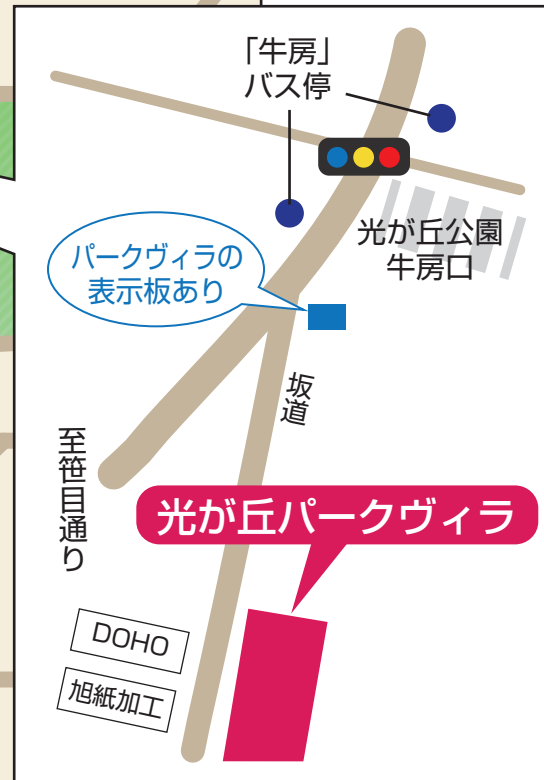 「牛房」
バス停
光が丘公園
牛房口
パークヴィラの
表示板あり
坂道
至笹目通り
光が丘パークヴィラ
DOHO
旭紙加工